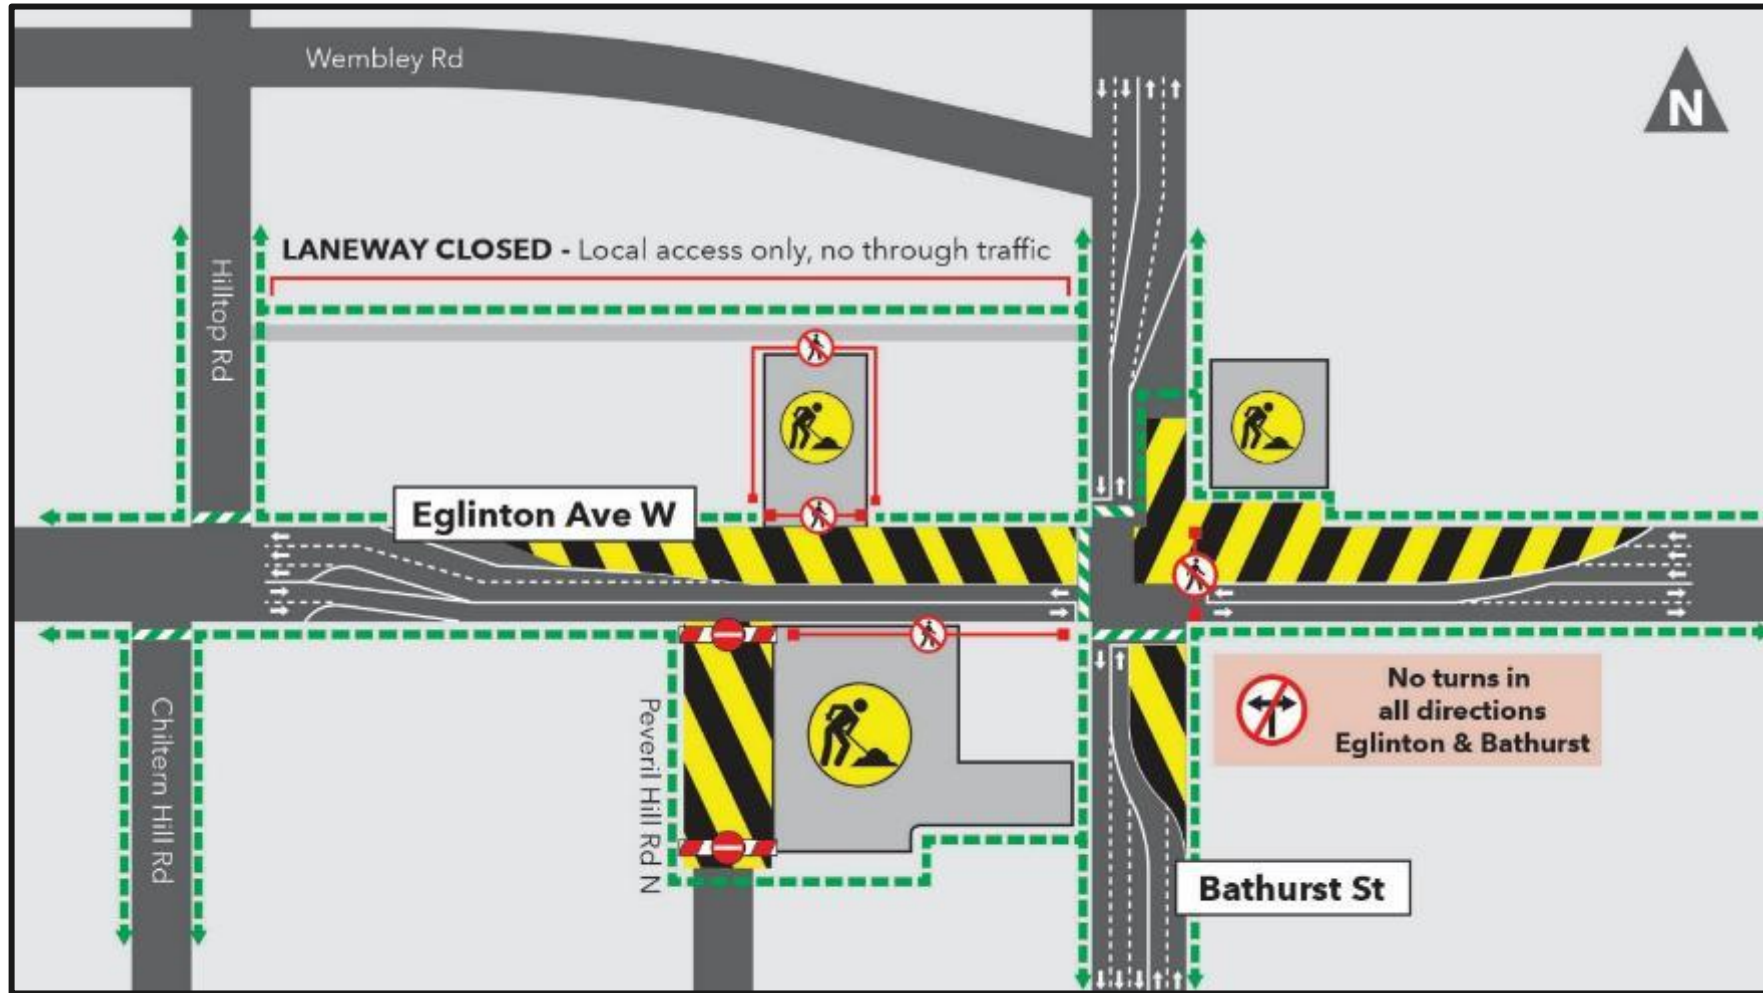 Wembley Rd
N
LANEWAY CLOSED - Local access only, no through traffic
Hilltop Rd
Eglinton Ave W
No turns in
all directions
Eglinton & Bathurst
Chiltern Hill Rd
Peveril Hill Rd N
Bathurst St